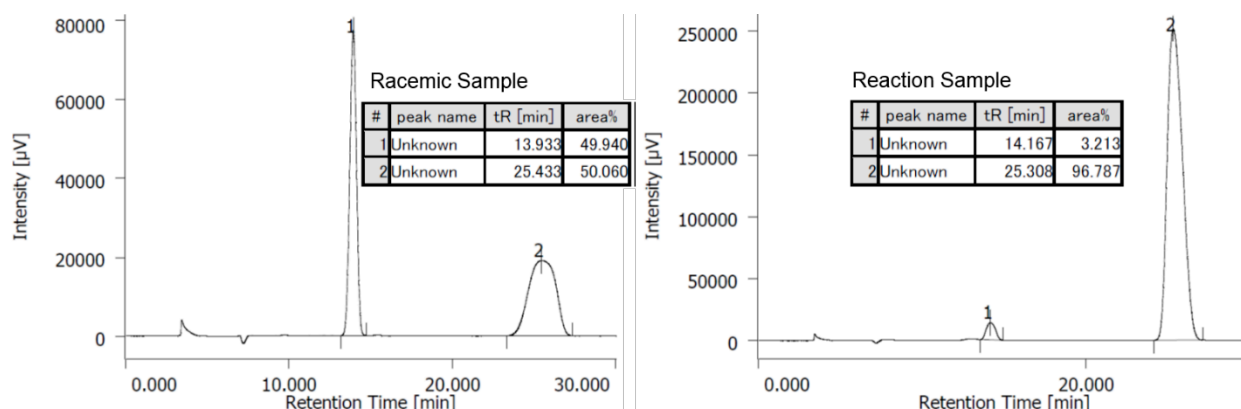 80000
60000
40000
20000
0
Intensity [µV]
0.000
10.000
20.000
30.000
Retention Time [min]
1
2
Racemic Sample
# peak name tR [min] area%
1 Unknown 13.933 49.940
2 Unknown 25.433 50.060
250000
200000
150000
100000
50000
0
Intensity [µV]
0.000
20.000
Retention Time [min]
1
2
Reaction Sample
# peak name tR [min] area%
1 Unknown 14.167 3.213
2 Unknown 25.308 96.787